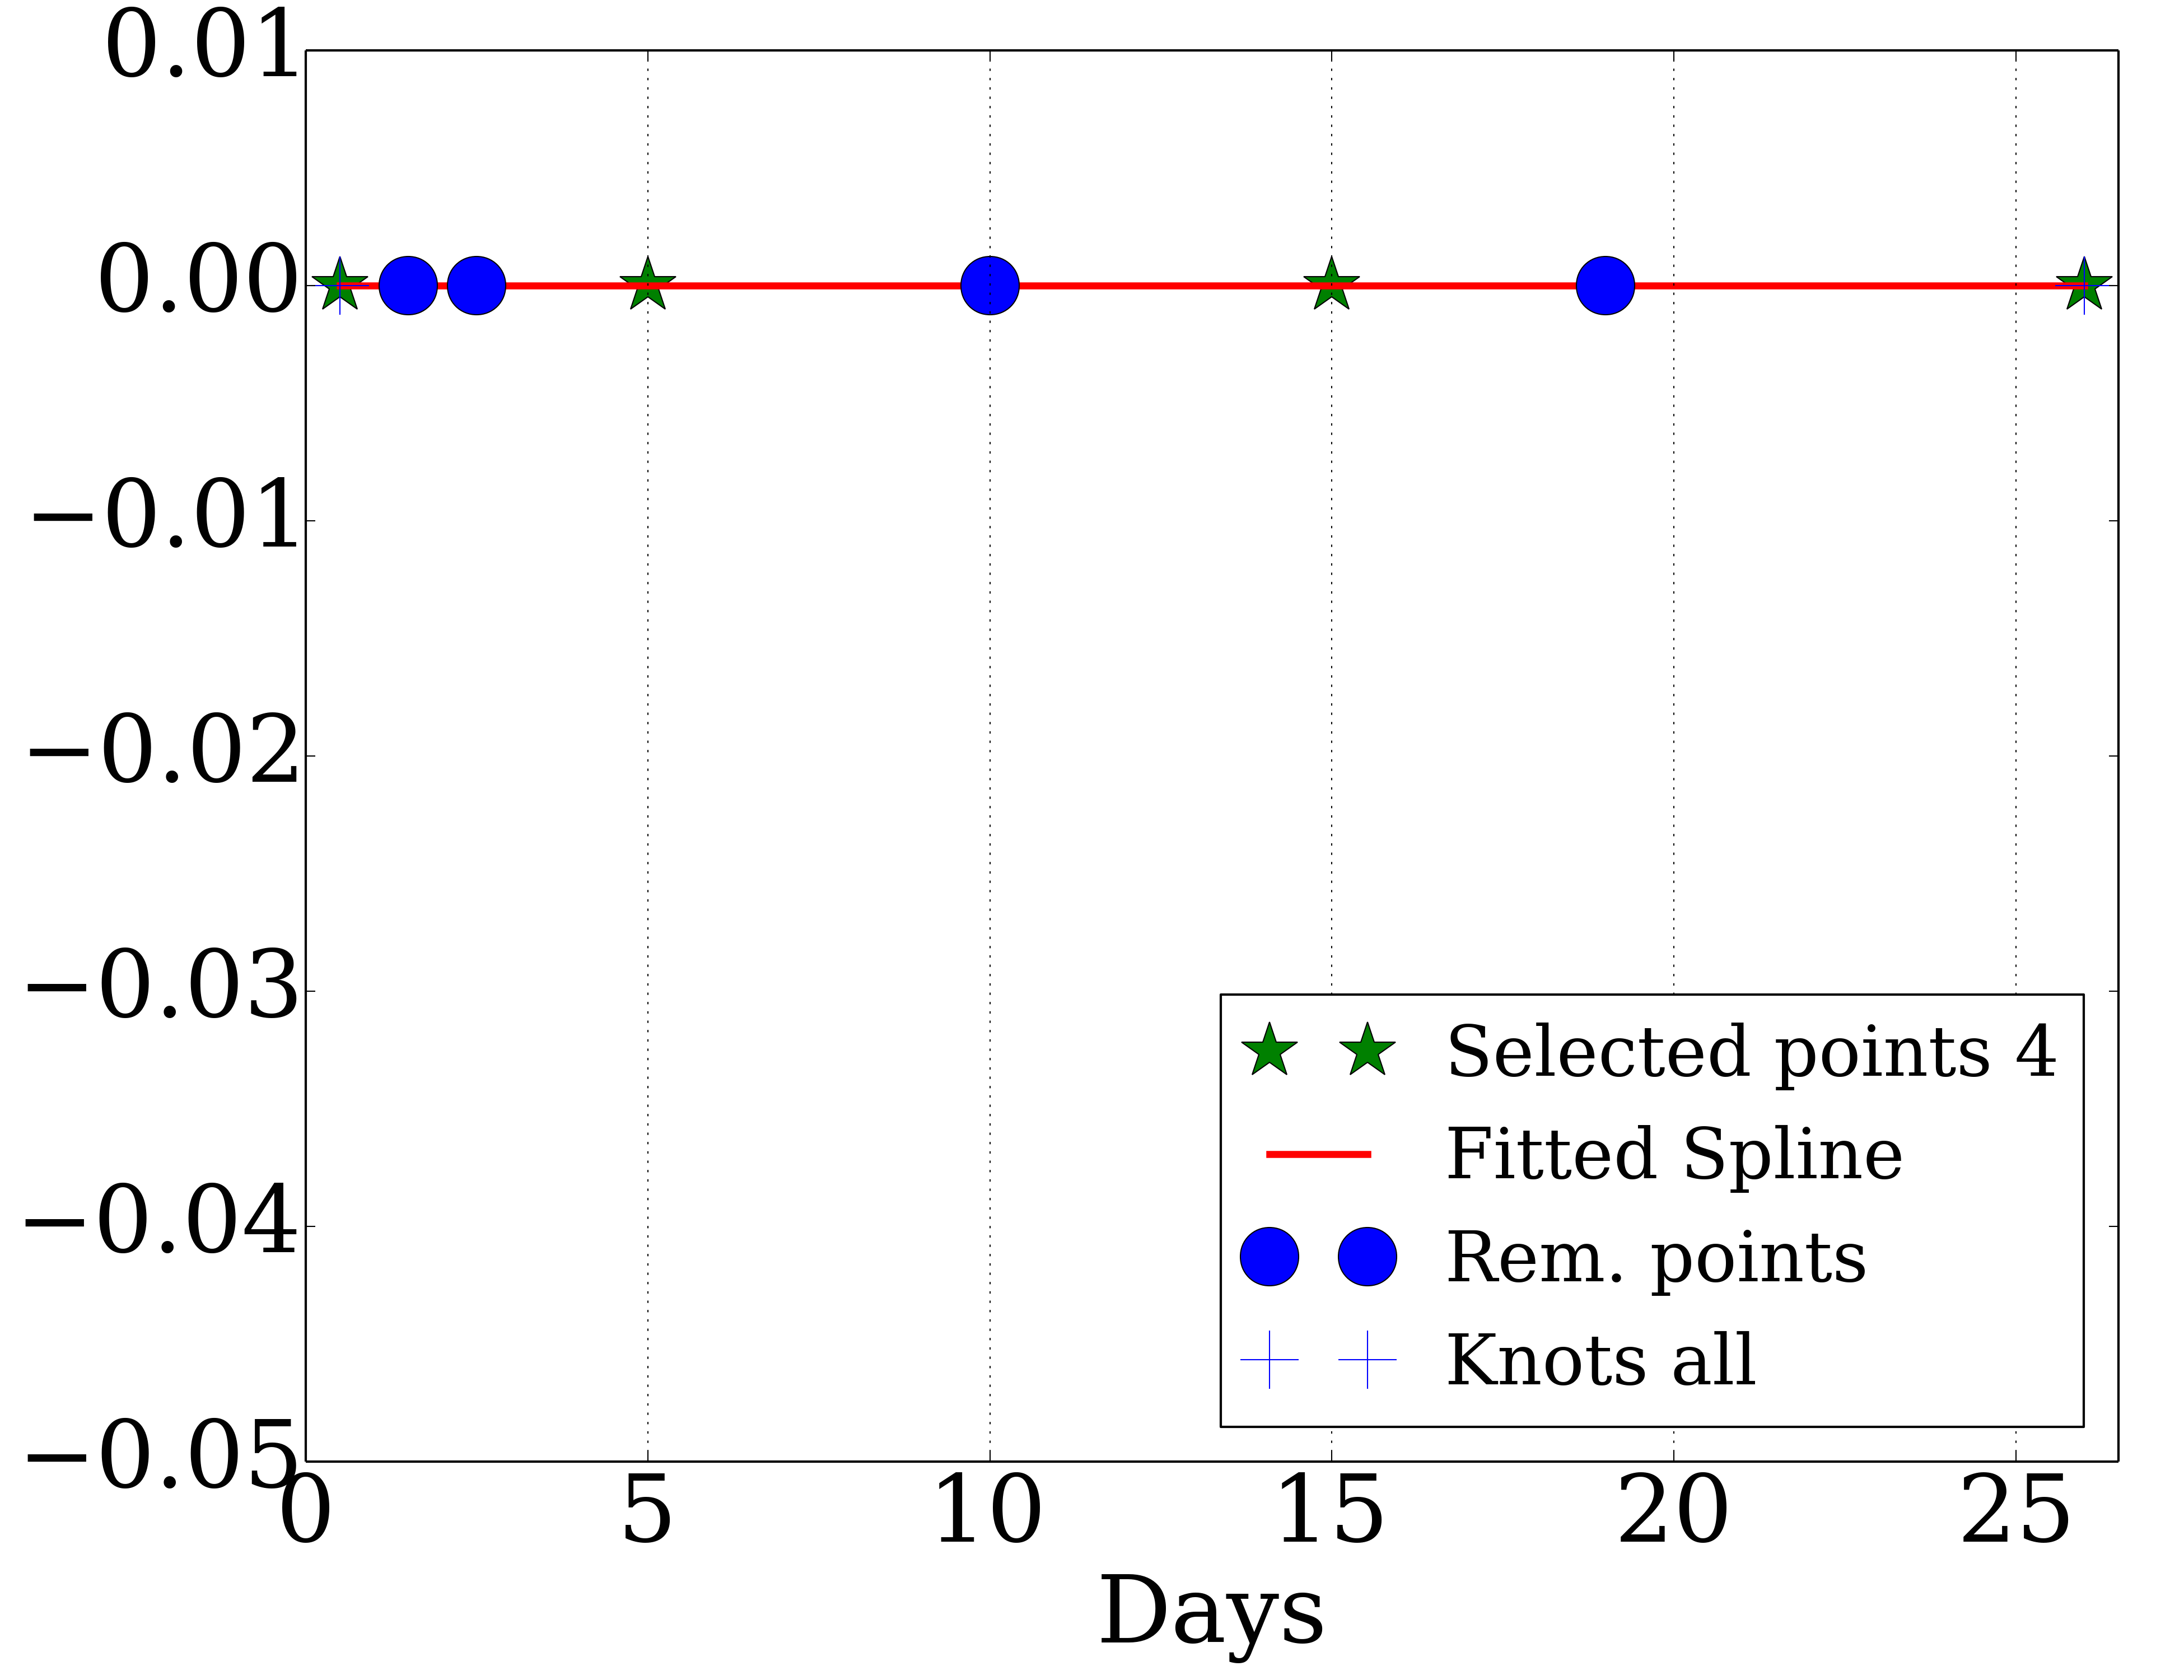 0.01
0.00
−0.01
−0.02
−0.03
−0.04
−0.05
Selected points 4
Fitted Spline
Rem. points
Knots all
0 5 10 15 20 25
Days